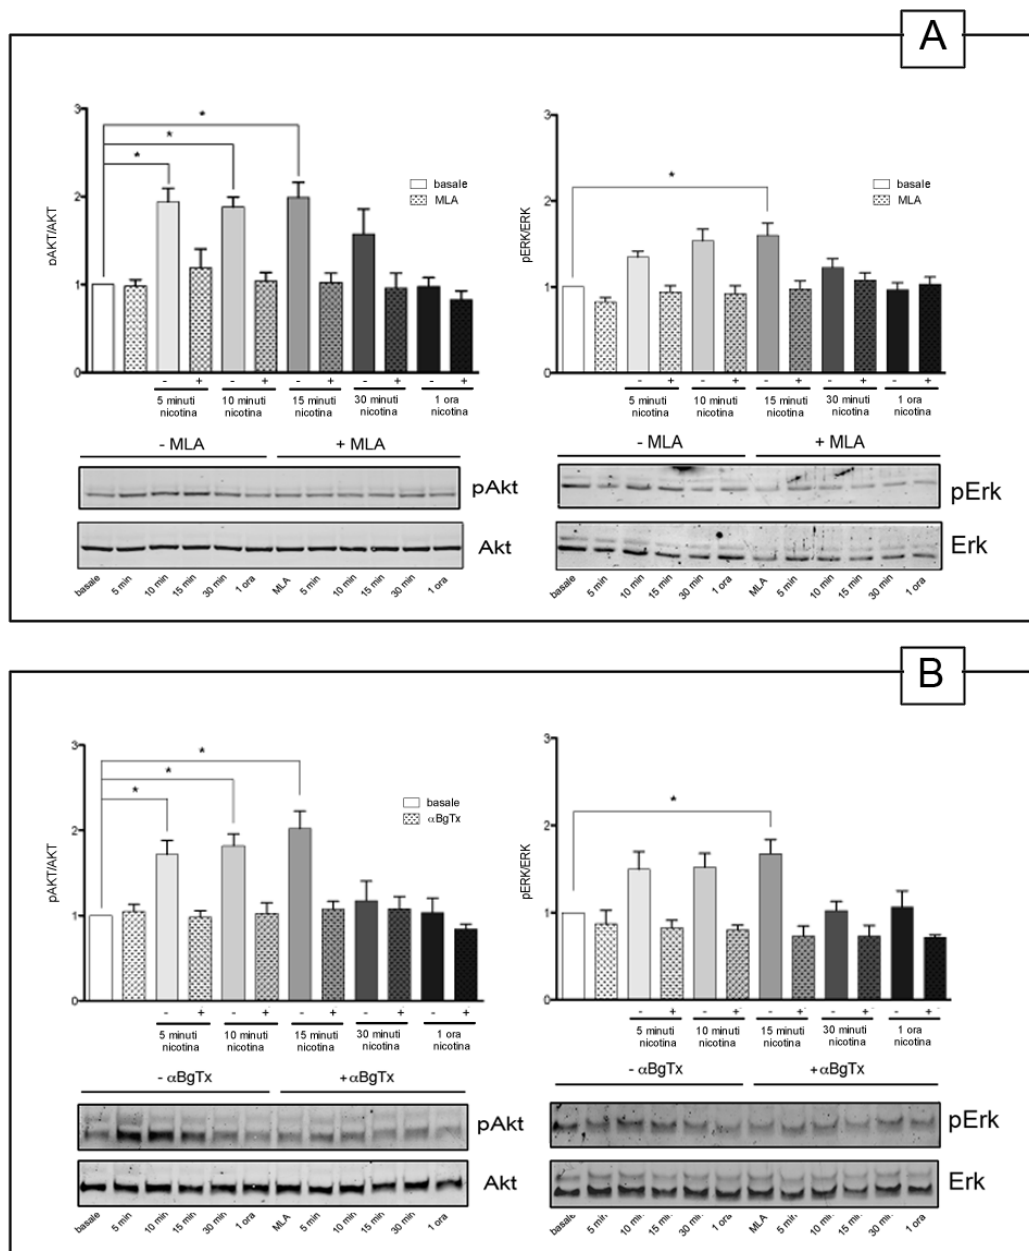 A
3
2
1
0
pAKT/AKT
* * *
basale
MLA
- + - + - + - + - +
5 minuti nicotina
10 minuti nicotina
15 minuti nicotina
30 minuti nicotina
1 ora nicotina
3
2
1
0
pERK/ERK
*
basale
MLA
- + - + - + - + - +
5 minuti nicotina
10 minuti nicotina
15 minuti nicotina
30 minuti nicotina
1 ora nicotina
- MLA + MLA
pAkt
Akt
basale 5 min 10 min 15 min 30 min 1 ora MLA 5 min 10 min 15 min 30 min 1 ora
- MLA + MLA
pErk
Erk
basale 5 min 10 min 15 min 30 min 1 ora MLA 5 min 10 min 15 min 30 min 1 ora
B
3
2
1
0
pAKT/AKT
* * *
basale
αBgTx
- + - + - + - + - +
5 minuti nicotina
10 minuti nicotina
15 minuti nicotina
30 minuti nicotina
1 ora nicotina
3
2
1
0
pERK/ERK
*
- + - + - + - + - +
5 minuti nicotina
10 minuti nicotina
15 minuti nicotina
30 minuti nicotina
1 ora nicotina
- αBgTx +αBgTx
pAkt
Akt
basale 5 min 10 min 15 min 30 min 1 ora MLA 5 min 10 min 15 min 30 min 1 ora
- αBgTx +αBgTx
pErk
Erk
basale 5 min 10 min 15 min 30 min 1 ora MLA 5 min 10 min 15 min 30 min 1 ora